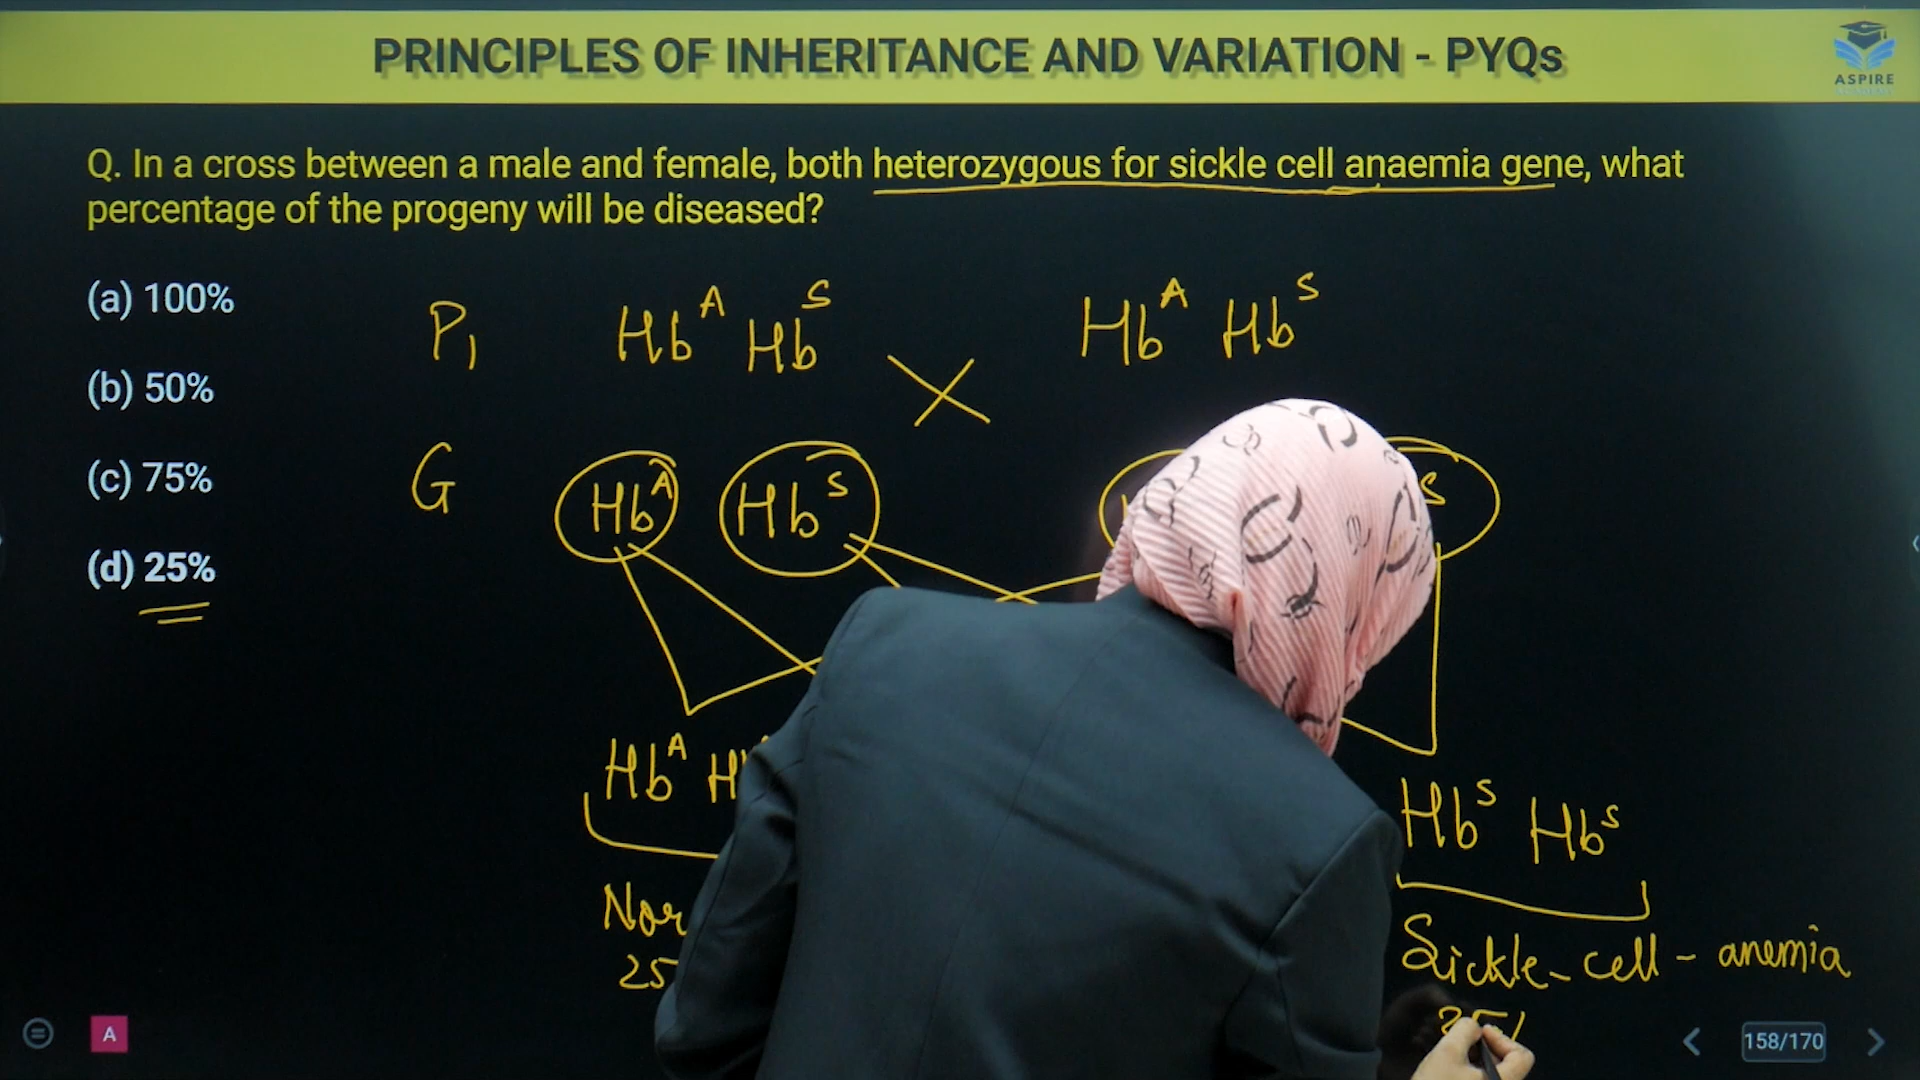 PRINCIPLES OF INHERITANCE AND VARIATION - PYQs
ASPIRE
Q. In a cross between a male and female, both heterozygous for sickle cell anaemia gene, what
percentage of the progeny will be diseased?
(a) 100%
(b) 50%
(c) 75%
(d) 25%
P₁ Hb^A Hb^S × Hb^A Hb^S
G Hb^A Hb^S S
Hb^A H
Hb^S Hb^S
Nor
25
Sickle-cell-anemia
A
158/170